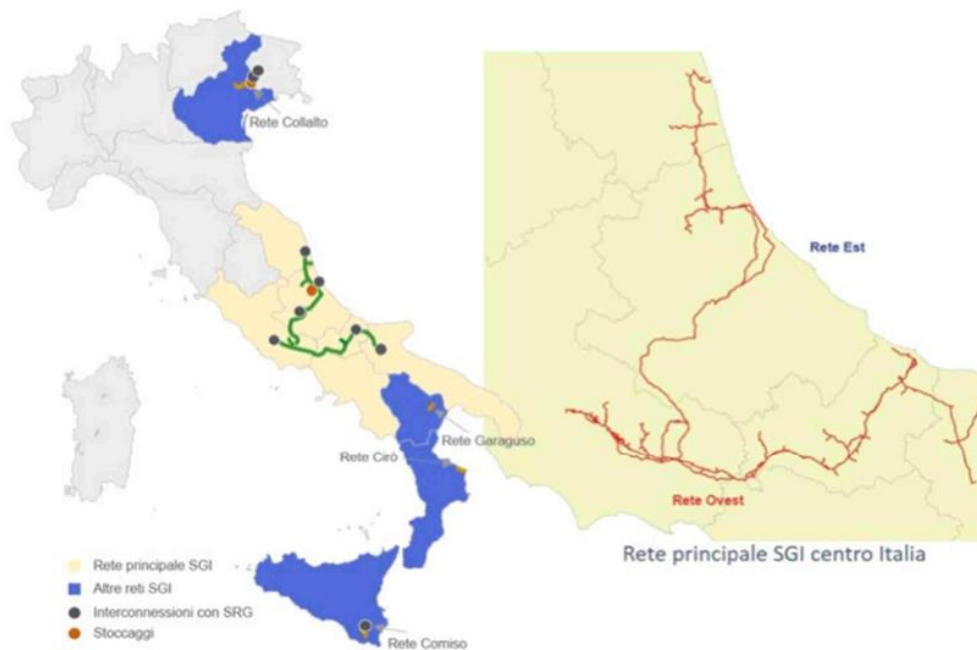 Rete Collalto
Rete Est
Rete Garaguso
Rete Cirò
Rete Ovest
Rete principale SGI centro Italia
Rete principale SGI
Altre reti SGI
Interconnessioni con SRG
Stoccaggi
Rete Comiso